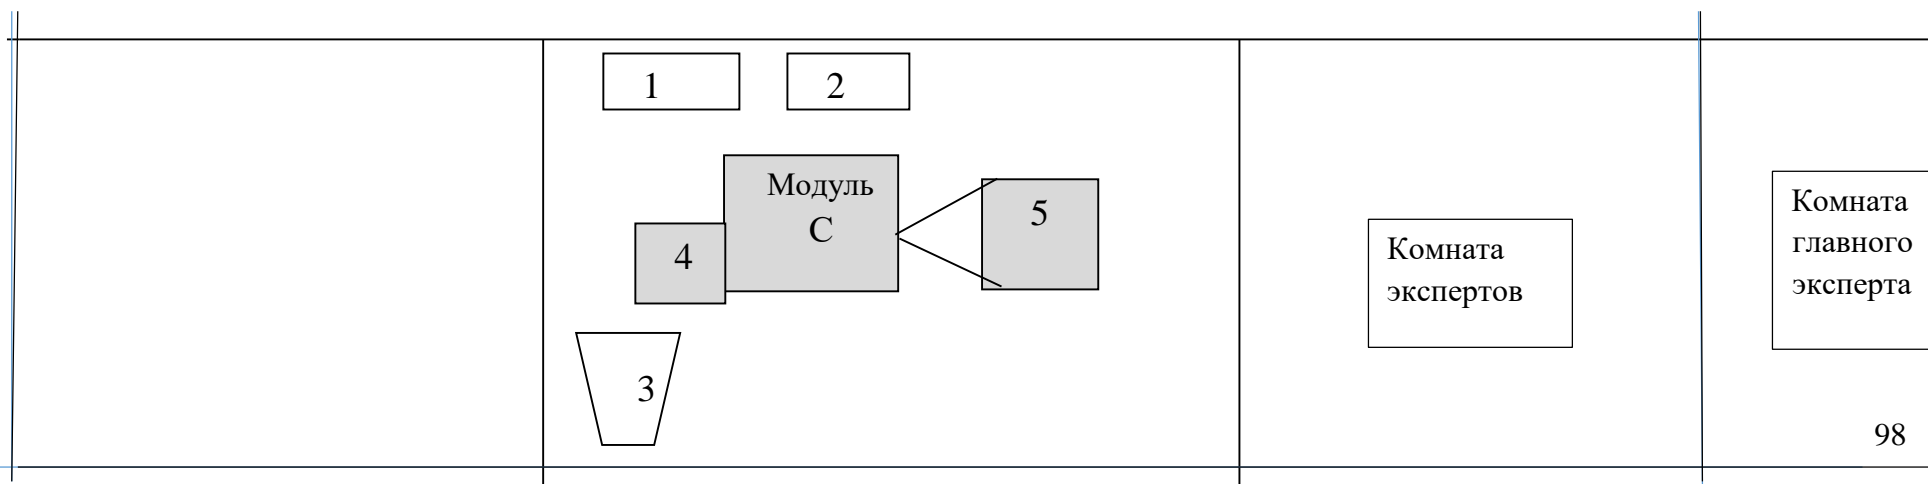 1
2
Модуль
С
4
5
3
Комната
экспертов
Комната
главного
эксперта
98